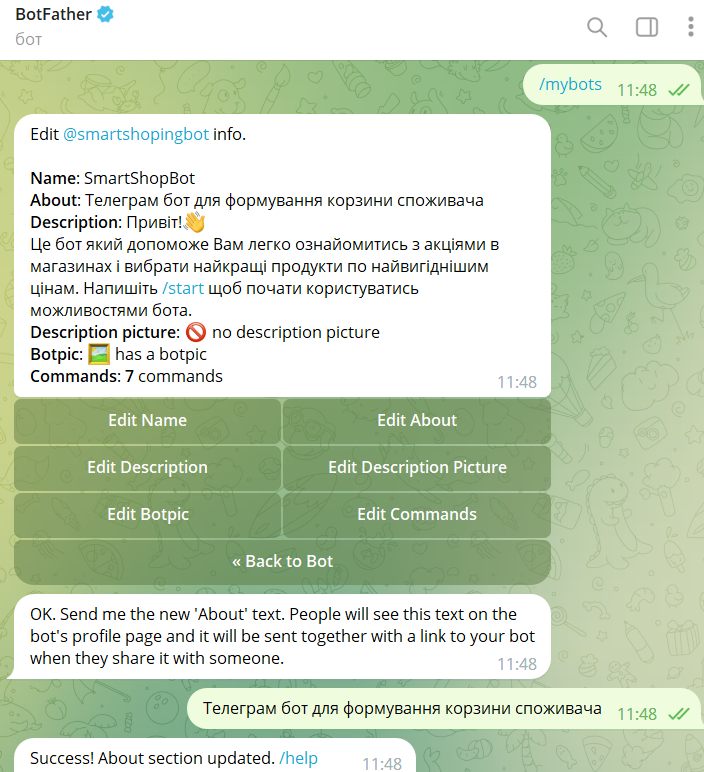 BotFather
бот
/mybots 11:48
Edit @smartshopingbot info.
Name: SmartShopBot
About: Телеграм бот для формування корзини споживача
Description: Привіт!👋
Це бот який допоможе Вам легко ознайомитись з акціями в
магазинах і вибрати найкращі продукти по найвигіднішим
цінам. Напишіть /start щоб почати користуватись
можливостями бота.
Description picture: 🚫 no description picture
Botpic: 🖼 has a botpic
Commands: 7 commands
11:48
Edit Name
Edit About
Edit Description
Edit Description Picture
Edit Botpic
Edit Commands
« Back to Bot
OK. Send me the new 'About' text. People will see this text on the
bot's profile page and it will be sent together with a link to your bot
when they share it with someone.
11:48
Телеграм бот для формування корзини споживача 11:48
Success! About section updated. /help 11:48